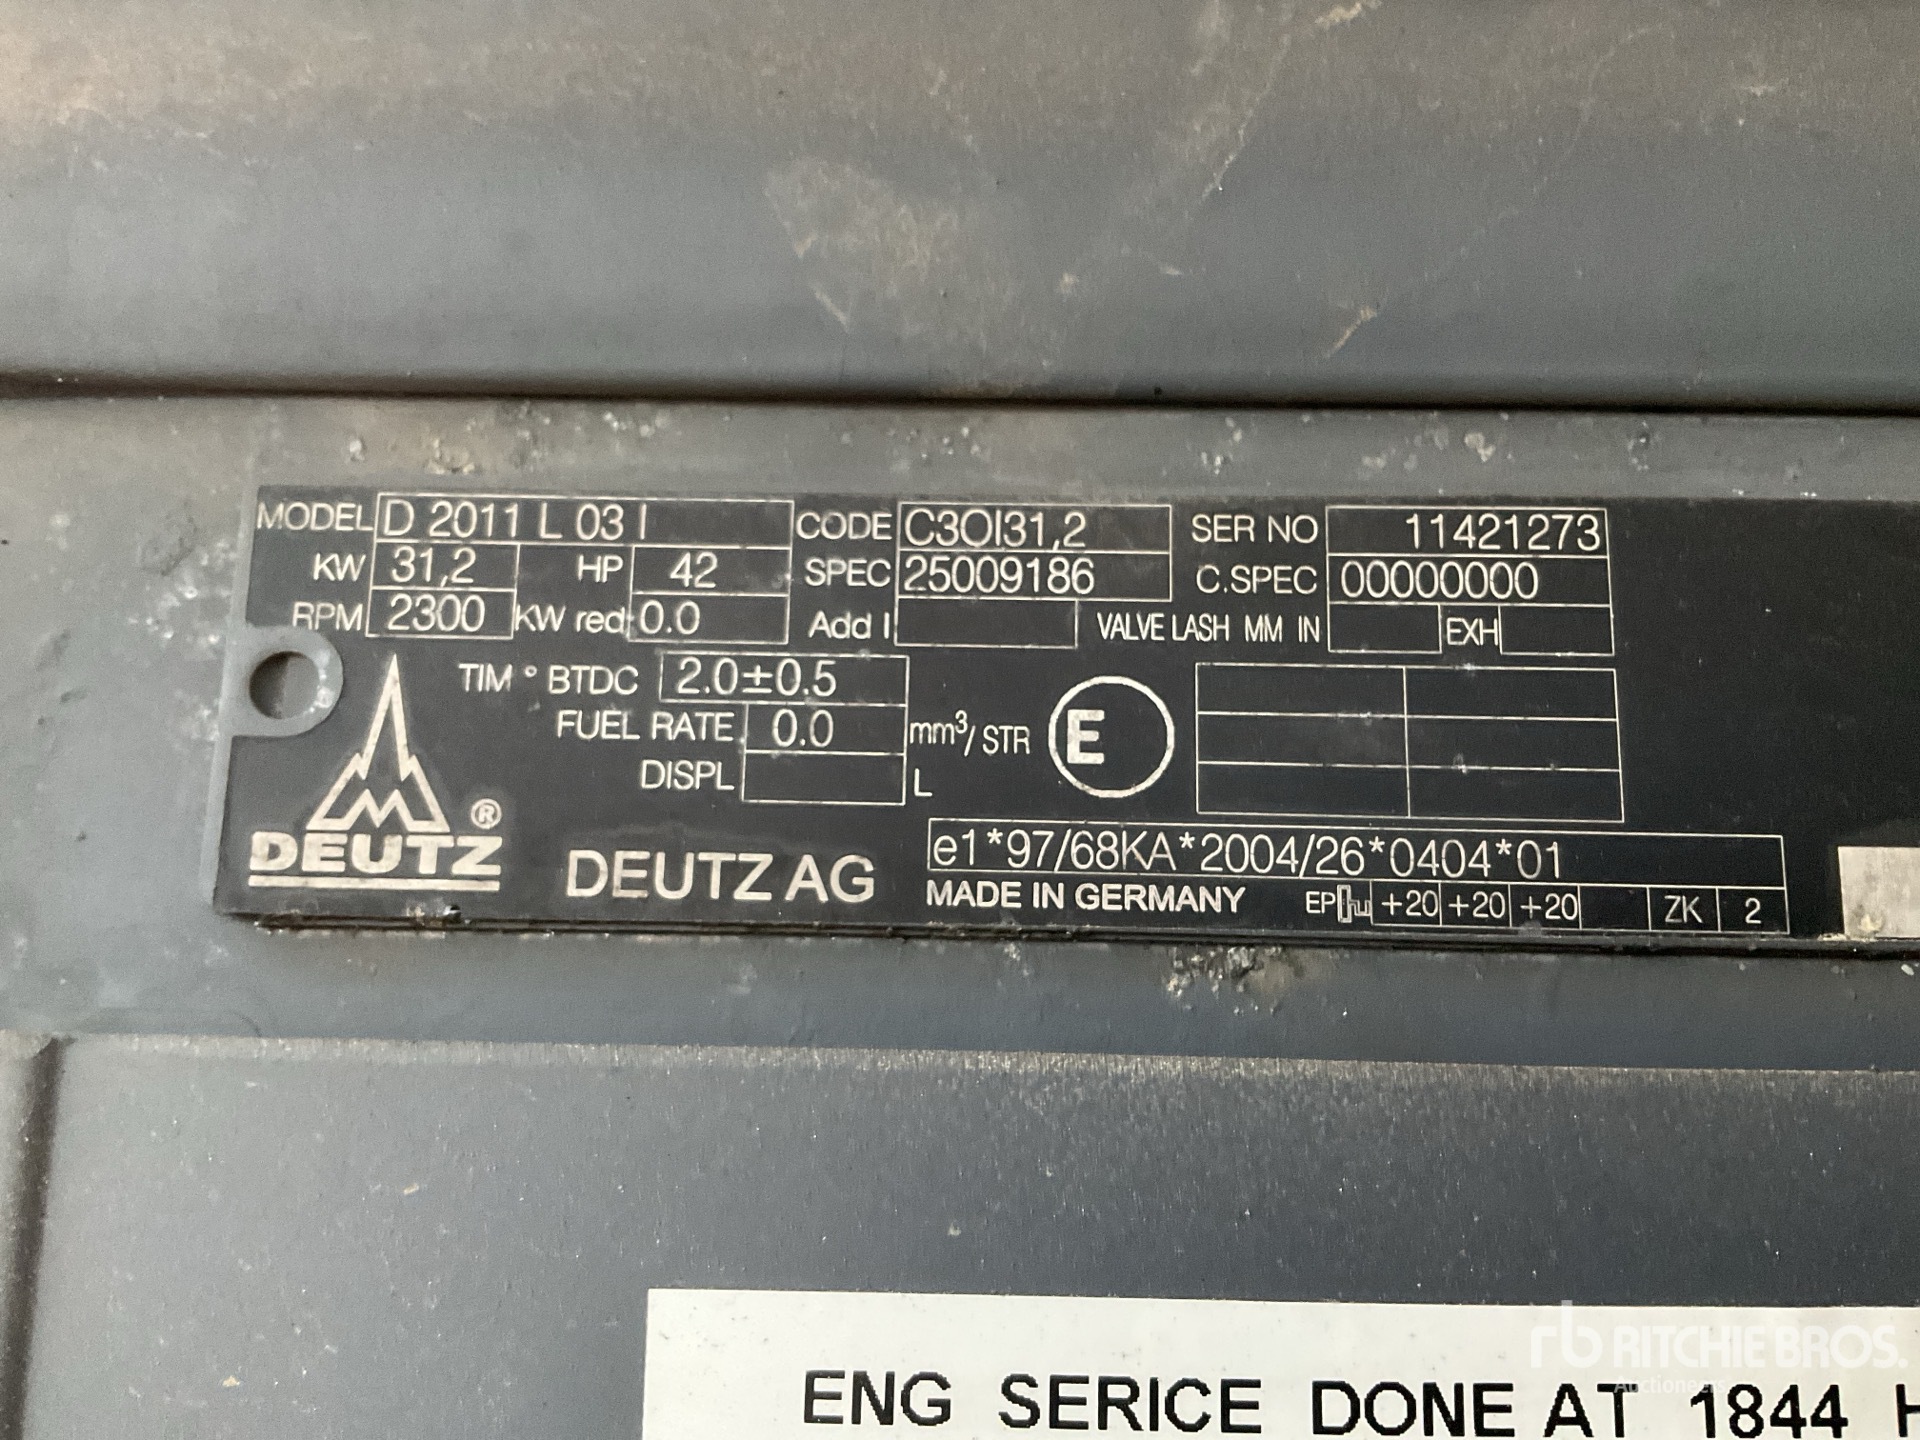 MODEL D 2011 L 03 I CODE C3OI31,2 SER NO 11421273
KW 31,2 HP 42 SPEC 25009186 C.SPEC 00000000
RPM 2300 KW red. 0.0 Add I VALVE LASH MM IN EXH
TIM ° BTDC 2.0±0.5
FUEL RATE 0.0 mm³/STR E
DISPL L
DEUTZ ® DEUTZ AG
e1*97/68KA*2004/26*0404*01
MADE IN GERMANY EP +20 +20 +20 ZK 2
rb RITCHIE BROS.
Auctioneers
ENG SERICE DONE AT 1844 H